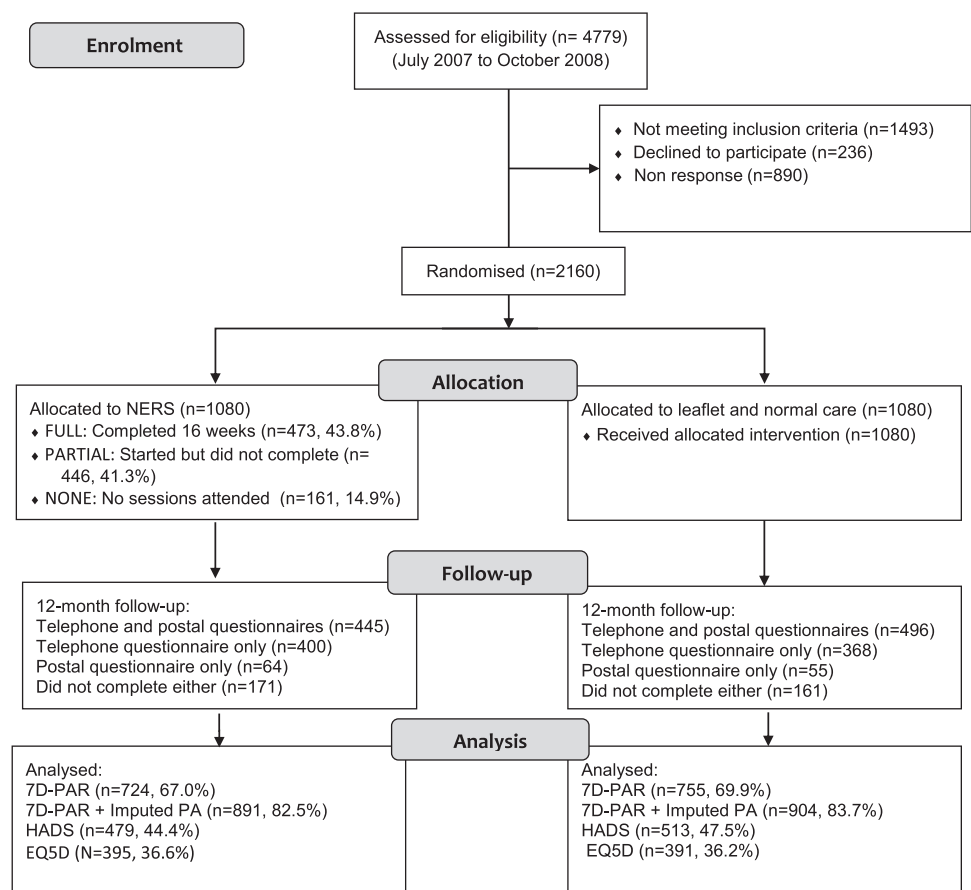 Enrolment
Assessed for eligibility (n= 4779)
(July 2007 to October 2008)
♦ Not meeting inclusion criteria (n=1493)
♦ Declined to participate (n=236)
♦ Non response (n=890)
Randomised (n=2160)
Allocation
Allocated to NERS (n=1080)
♦ FULL: Completed 16 weeks (n=473, 43.8%)
♦ PARTIAL: Started but did not complete (n=
446, 41.3%)
♦ NONE: No sessions attended (n=161, 14.9%)
Allocated to leaflet and normal care (n=1080)
♦ Received allocated intervention (n=1080)
Follow-up
12-month follow-up:
Telephone and postal questionnaires (n=445)
Telephone questionnaire only (n=400)
Postal questionnaire only (n=64)
Did not complete either (n=171)
12-month follow-up:
Telephone and postal questionnaires (n=496)
Telephone questionnaire only (n=368)
Postal questionnaire only (n=55)
Did not complete either (n=161)
Analysis
Analysed:
7D-PAR (n=724, 67.0%)
7D-PAR + Imputed PA (n=891, 82.5%)
HADS (n=479, 44.4%)
EQ5D (N=395, 36.6%)
Analysed:
7D-PAR (n=755, 69.9%)
7D-PAR + Imputed PA (n=904, 83.7%)
HADS (n=513, 47.5%)
EQ5D (n=391, 36.2%)